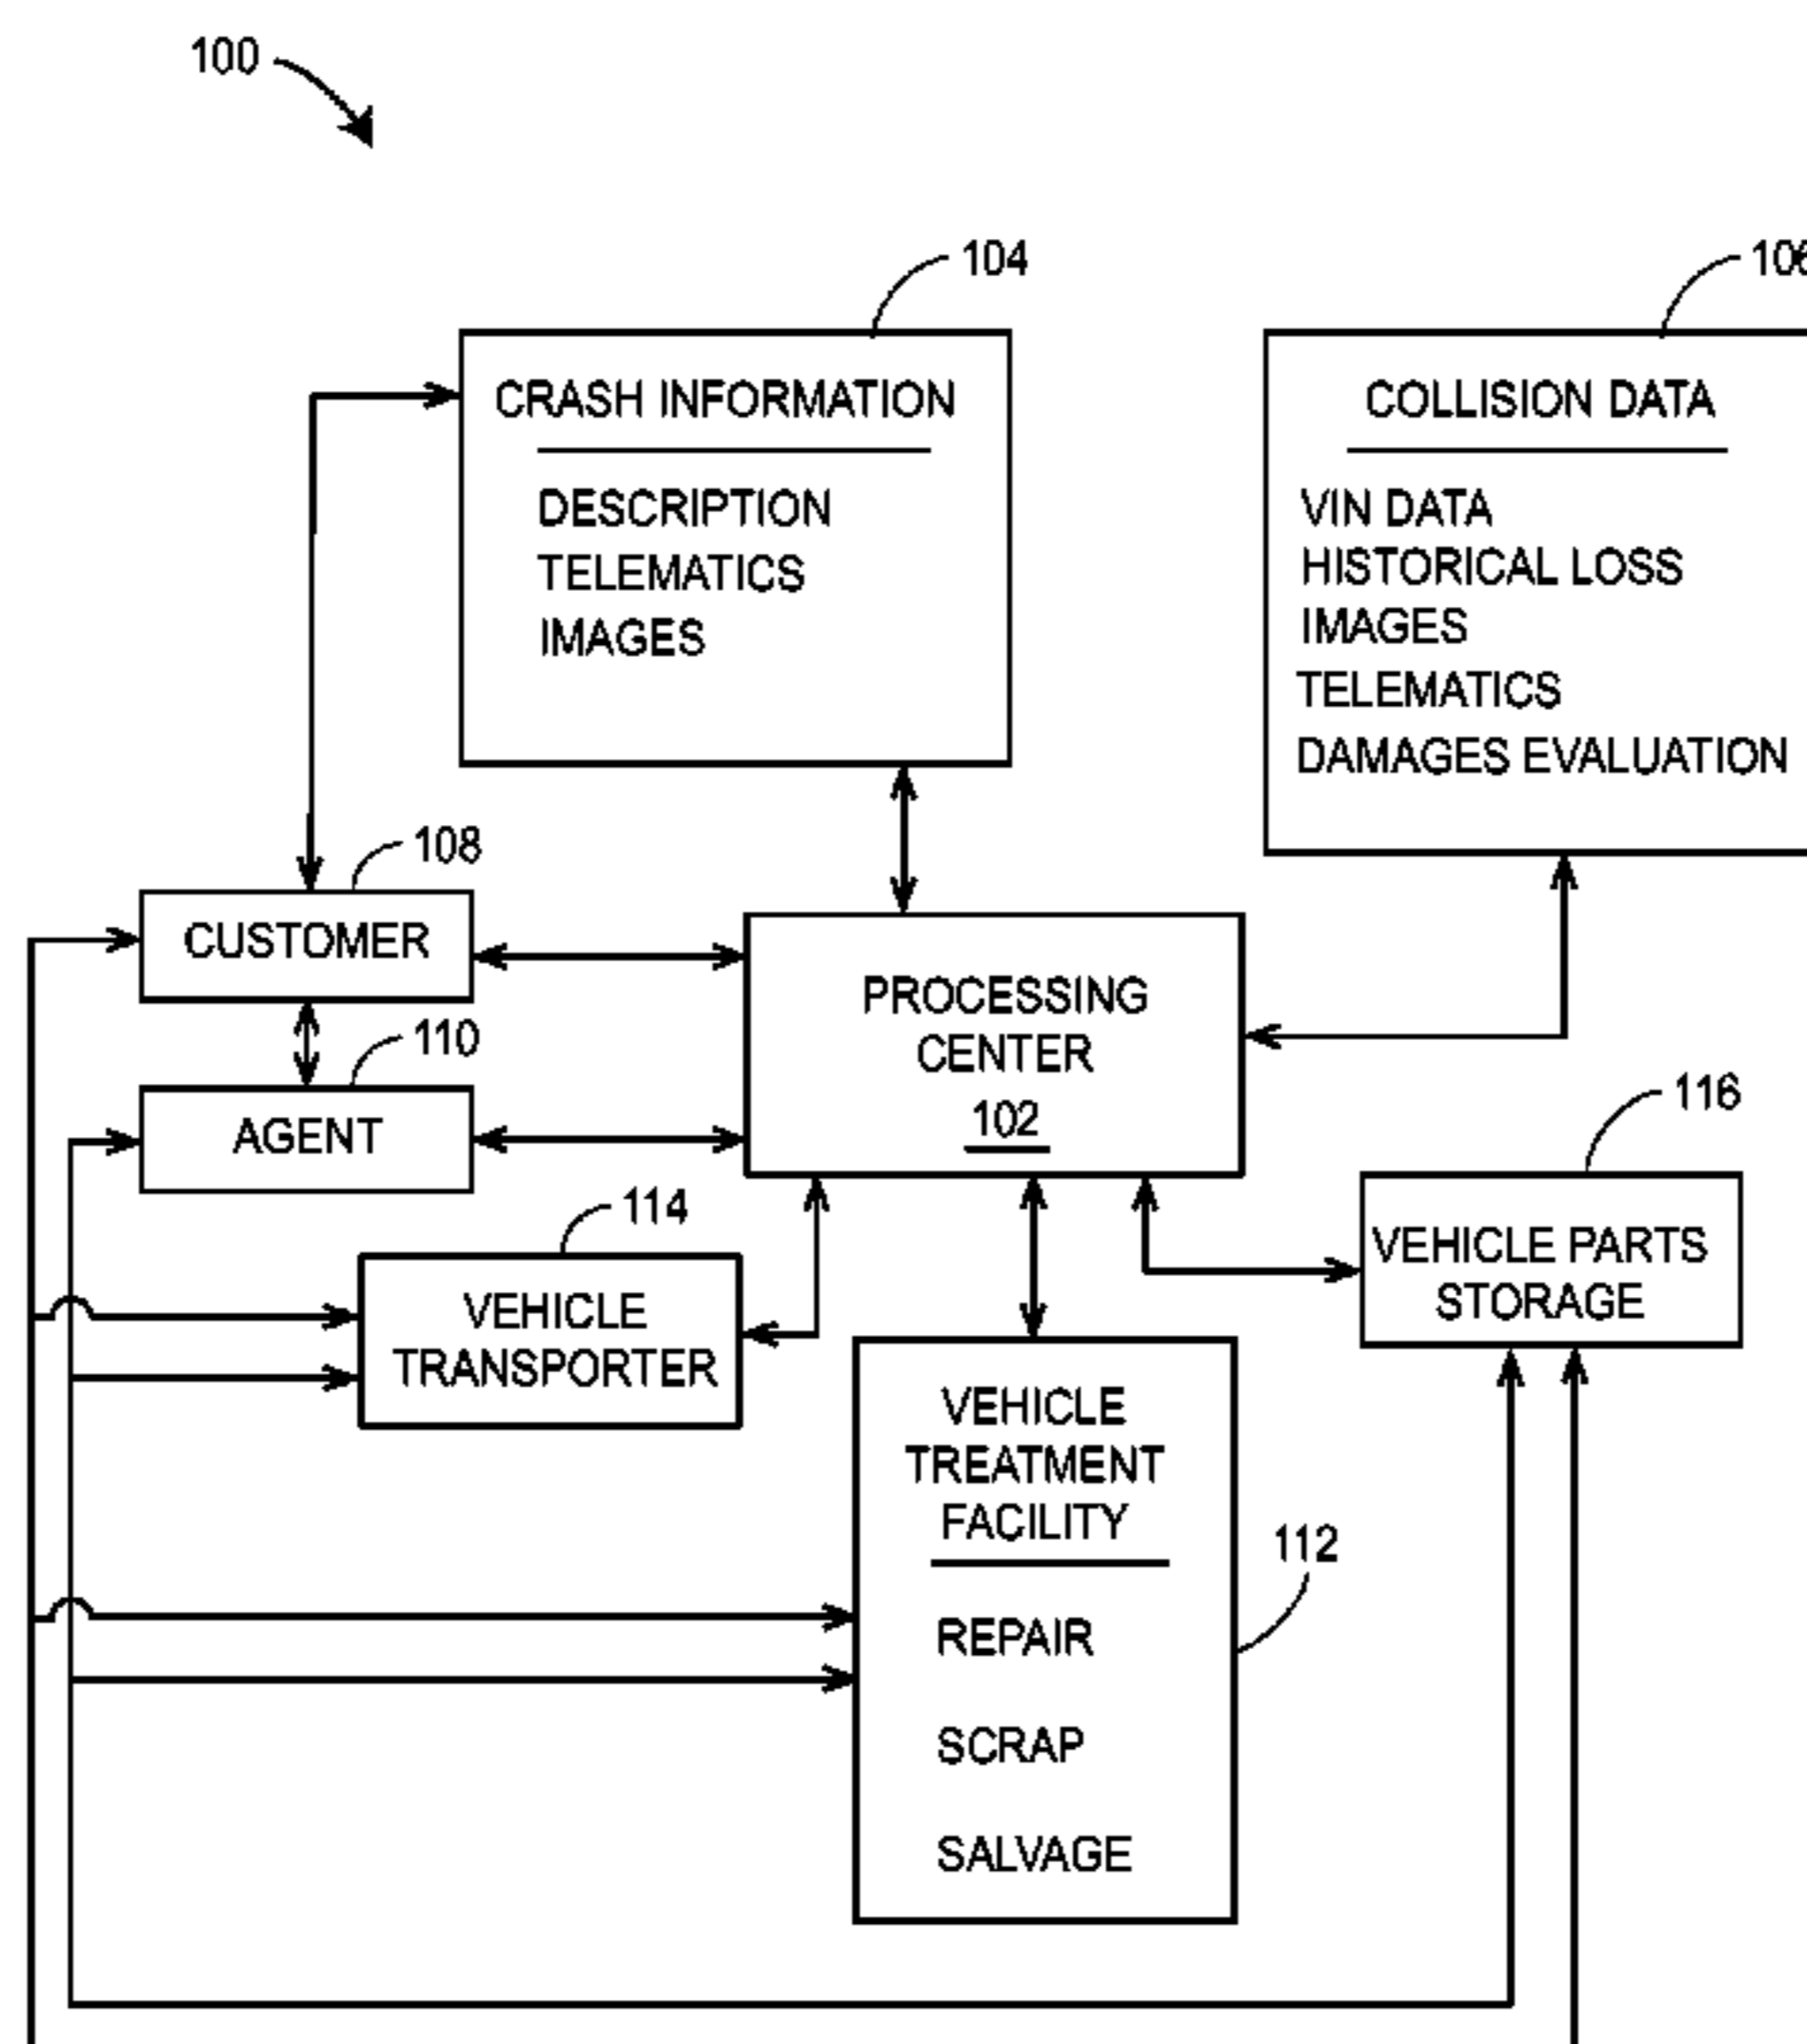 100
104
106
CRASH INFORMATION
DESCRIPTION
TELEMATICS
IMAGES
COLLISION DATA
VIN DATA
HISTORICAL LOSS
IMAGES
TELEMATICS
DAMAGES EVALUATION
108
CUSTOMER
110
AGENT
PROCESSING
CENTER
102
116
VEHICLE PARTS
STORAGE
114
VEHICLE
TRANSPORTER
VEHICLE
TREATMENT
FACILITY
112
REPAIR
SCRAP
SALVAGE